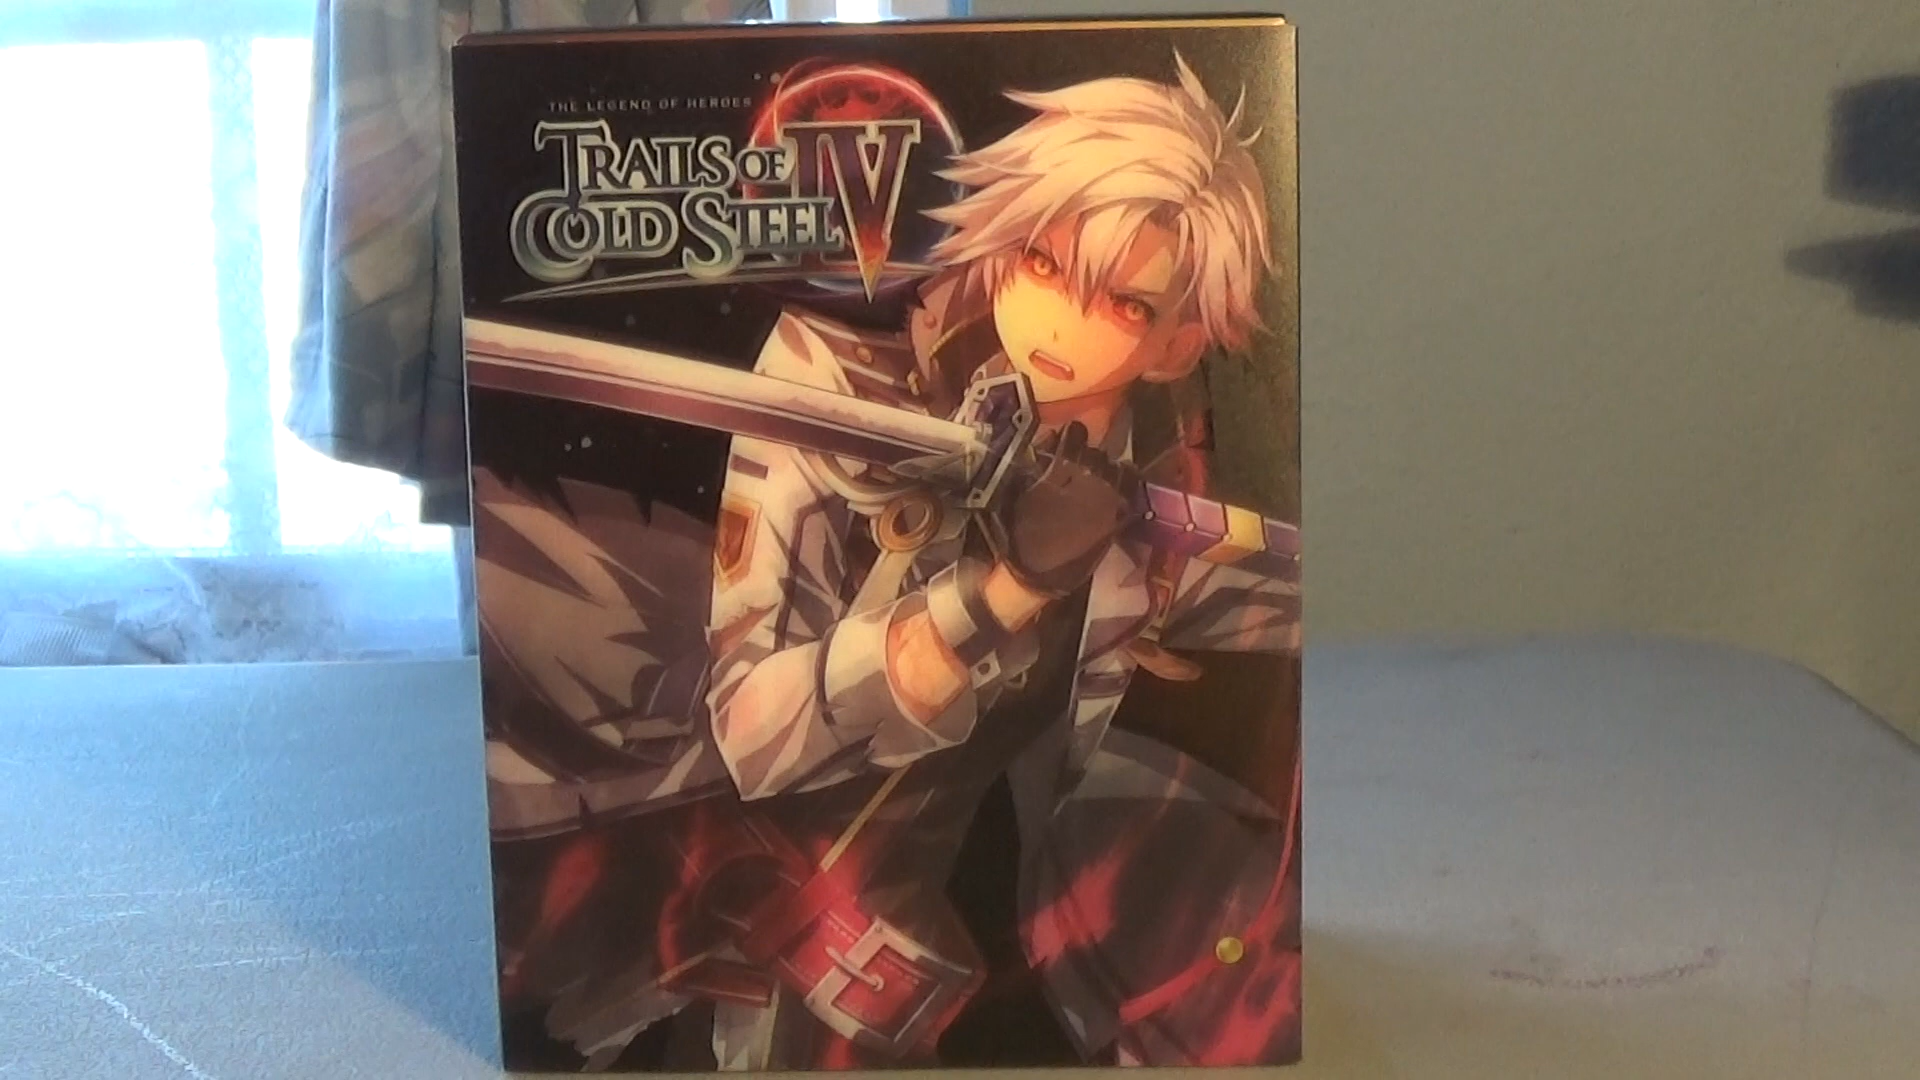 THE LEGEND OF HEROES
TRAILS OF
COLD STEEL IV